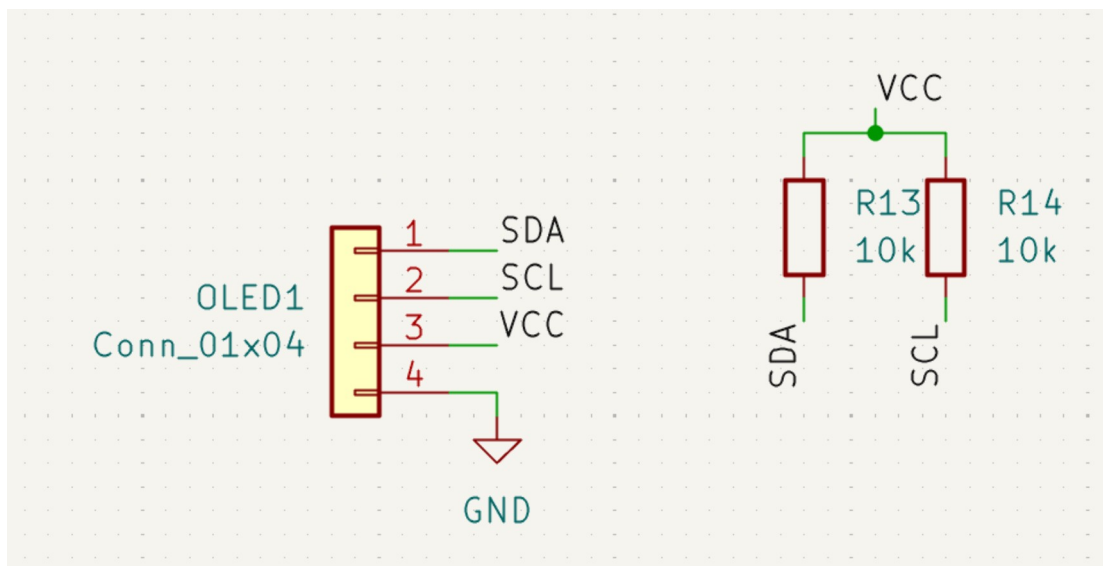 OLED1
Conn_01x04
1
SDA
2
SCL
3
VCC
4
GND
VCC
R13
10k
R14
10k
SDA
SCL